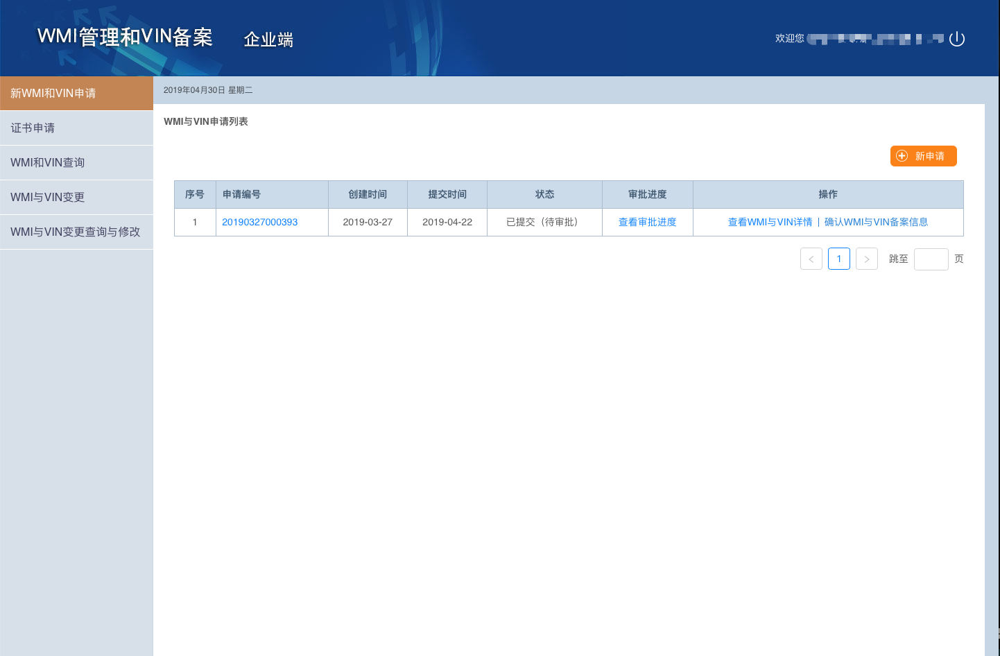 WMI管理和VIN备案 企业端
欢迎您
新WMI和VIN申请
证书申请
WMI和VIN查询
WMI与VIN变更
WMI与VIN变更查询与修改
2019年04月30日 星期二
WMI与VIN申请列表
新申请
序号 申请编号 创建时间 提交时间 状态 审批进度 操作
1 20190327000393 2019-03-27 2019-04-22 已提交（待审批） 查看审批进度 查看WMI与VIN详情 | 确认WMI与VIN备案信息
< 1 > 跳至 页